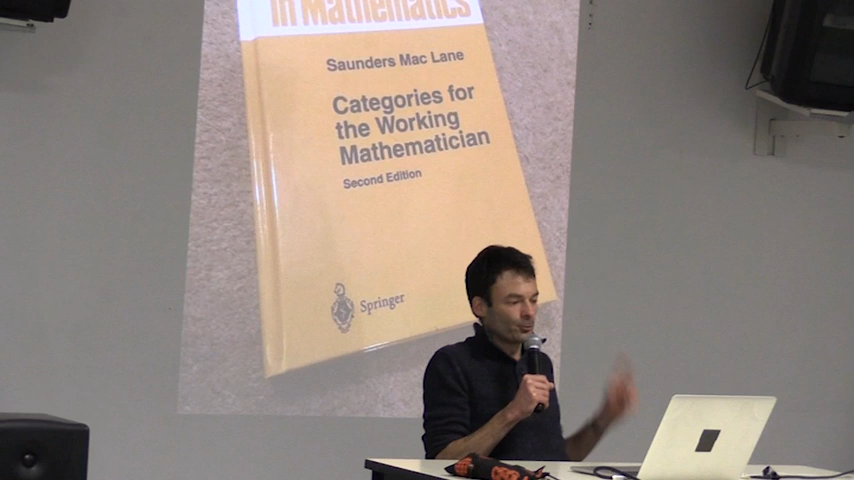 in Mathematics
Saunders Mac Lane
Categories for
the Working
Mathematician
Second Edition
Springer